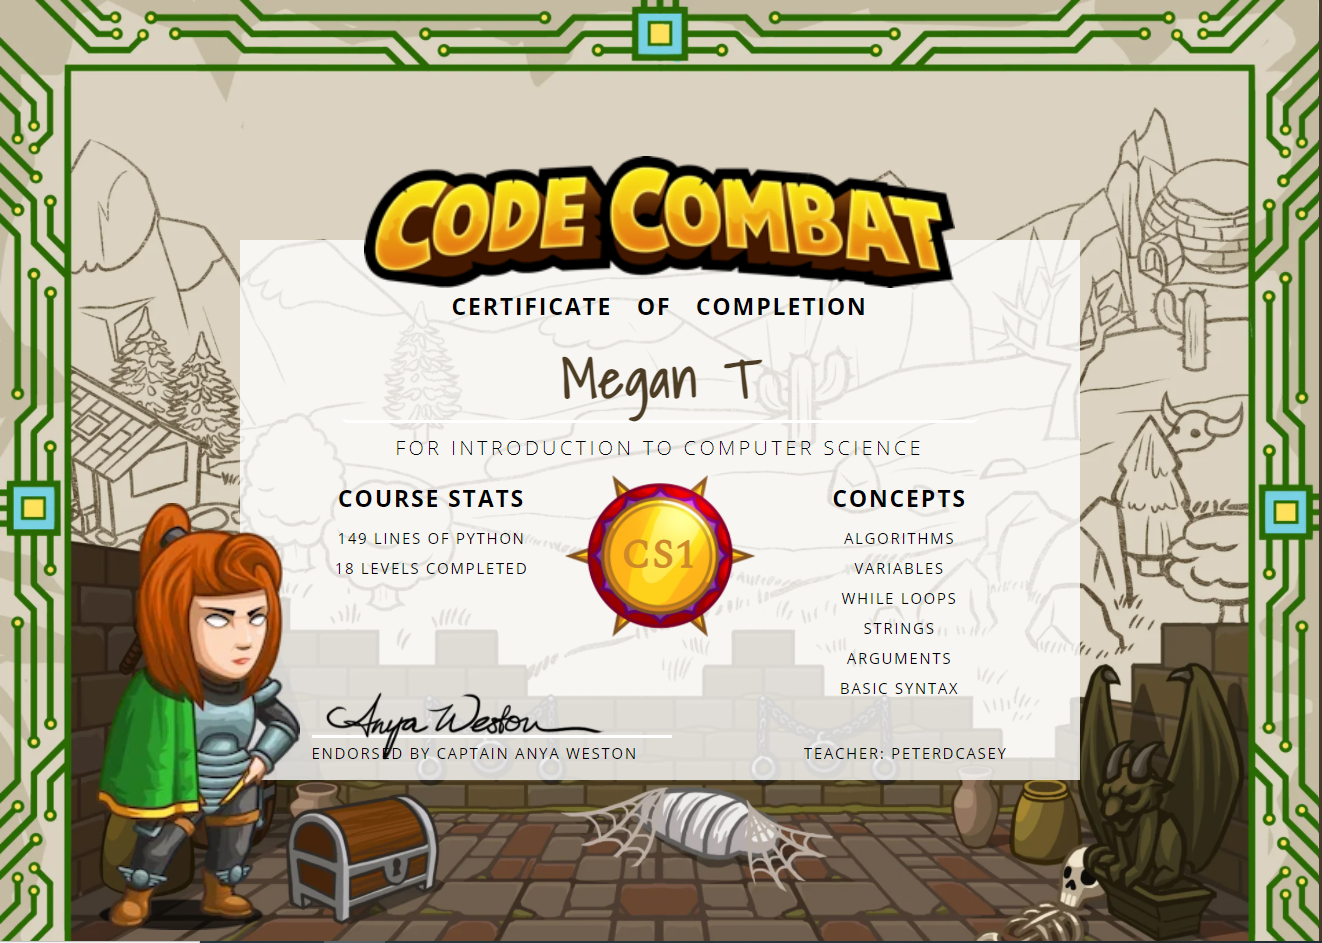 CODE COMBAT
CERTIFICATE OF COMPLETION
Megan T
FOR INTRODUCTION TO COMPUTER SCIENCE
COURSE STATS
149 LINES OF PYTHON
18 LEVELS COMPLETED
CS1
CONCEPTS
ALGORITHMS
VARIABLES
WHILE LOOPS
STRINGS
ARGUMENTS
BASIC SYNTAX
Anya Weston
ENDORSED BY CAPTAIN ANYA WESTON
TEACHER: PETERDCASEY